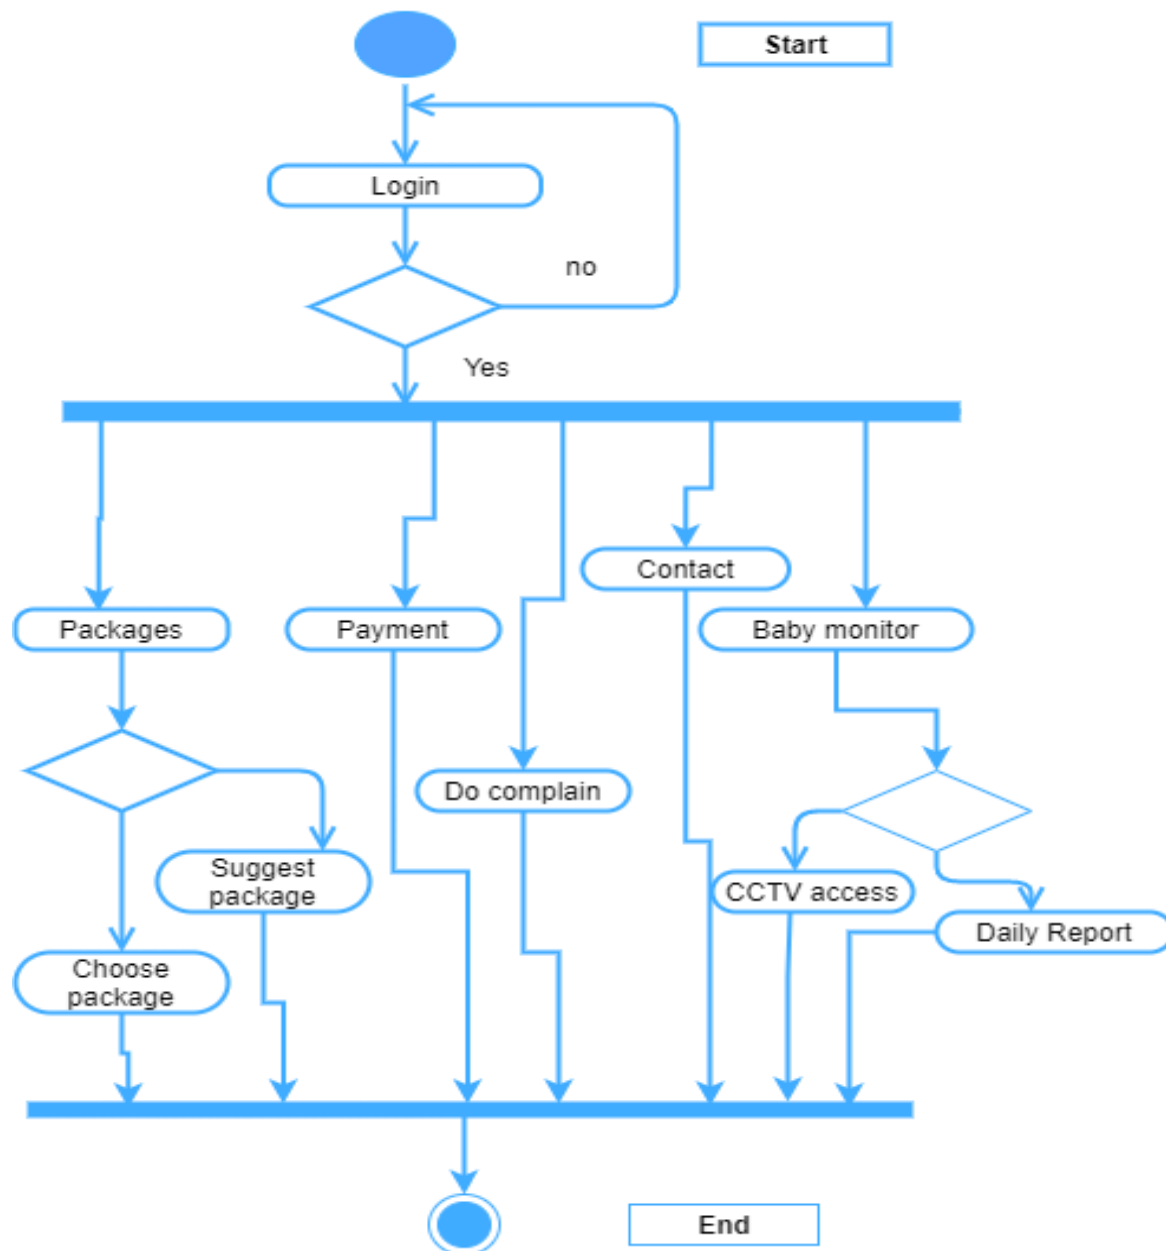 Start
Login
no
Yes
Contact
Packages
Payment
Baby monitor
Do complain
Suggest
package
CCTV access
Daily Report
Choose
package
End